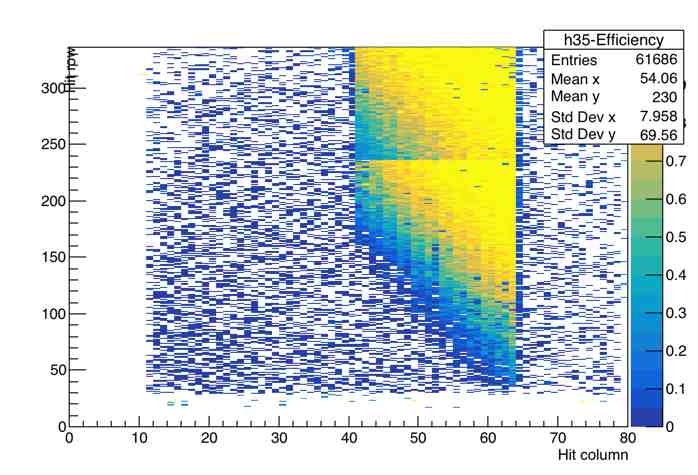 h35-Efficiency
Entries 61686
Mean x 54.06
Mean y 230
Std Dev x 7.958
Std Dev y 69.56
300
250
200
150
100
50
0
0 10 20 30 40 50 60 70 80
Hit column
0.7
0.6
0.5
0.4
0.3
0.2
0.1
0